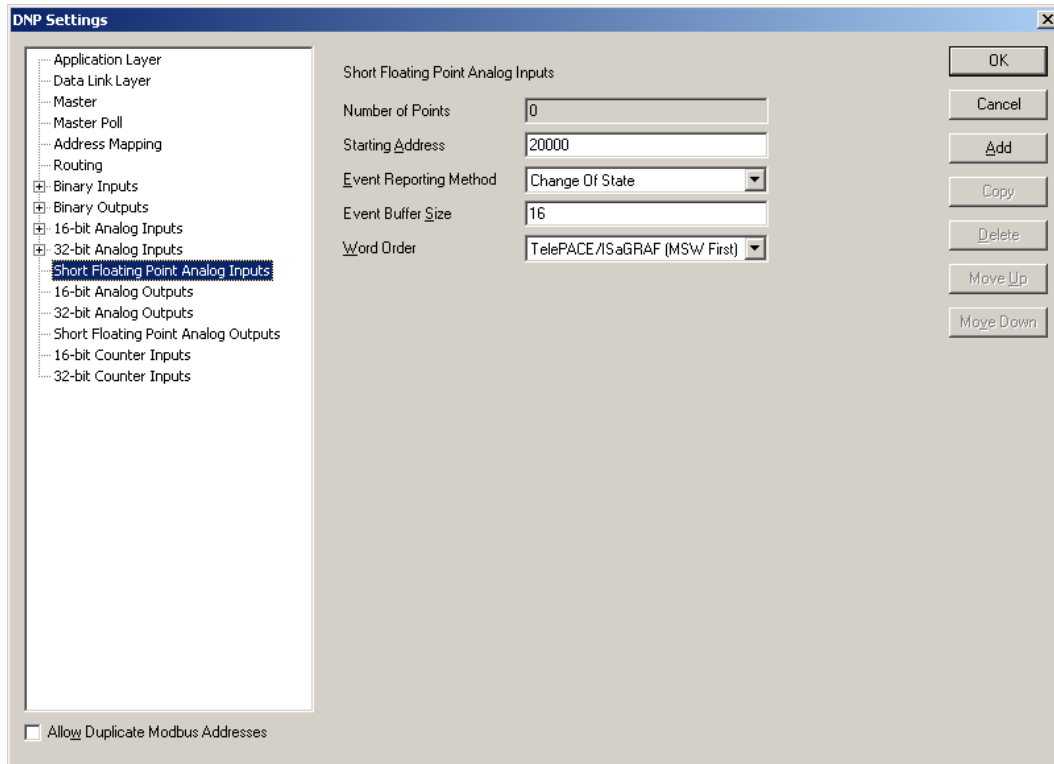 DNP Settings
Application Layer
Data Link Layer
Master
Master Poll
Address Mapping
Routing
Binary Inputs
Binary Outputs
16-bit Analog Inputs
32-bit Analog Inputs
Short Floating Point Analog Inputs
16-bit Analog Outputs
32-bit Analog Outputs
Short Floating Point Analog Outputs
16-bit Counter Inputs
32-bit Counter Inputs
Allow Duplicate Modbus Addresses
Short Floating Point Analog Inputs
Number of Points 0
Starting Address 20000
Event Reporting Method Change Of State
Event Buffer Size 16
Word Order TelePACE/ISaGRAF (MSW First)
OK
Cancel
Add
Copy
Delete
Move Up
Move Down